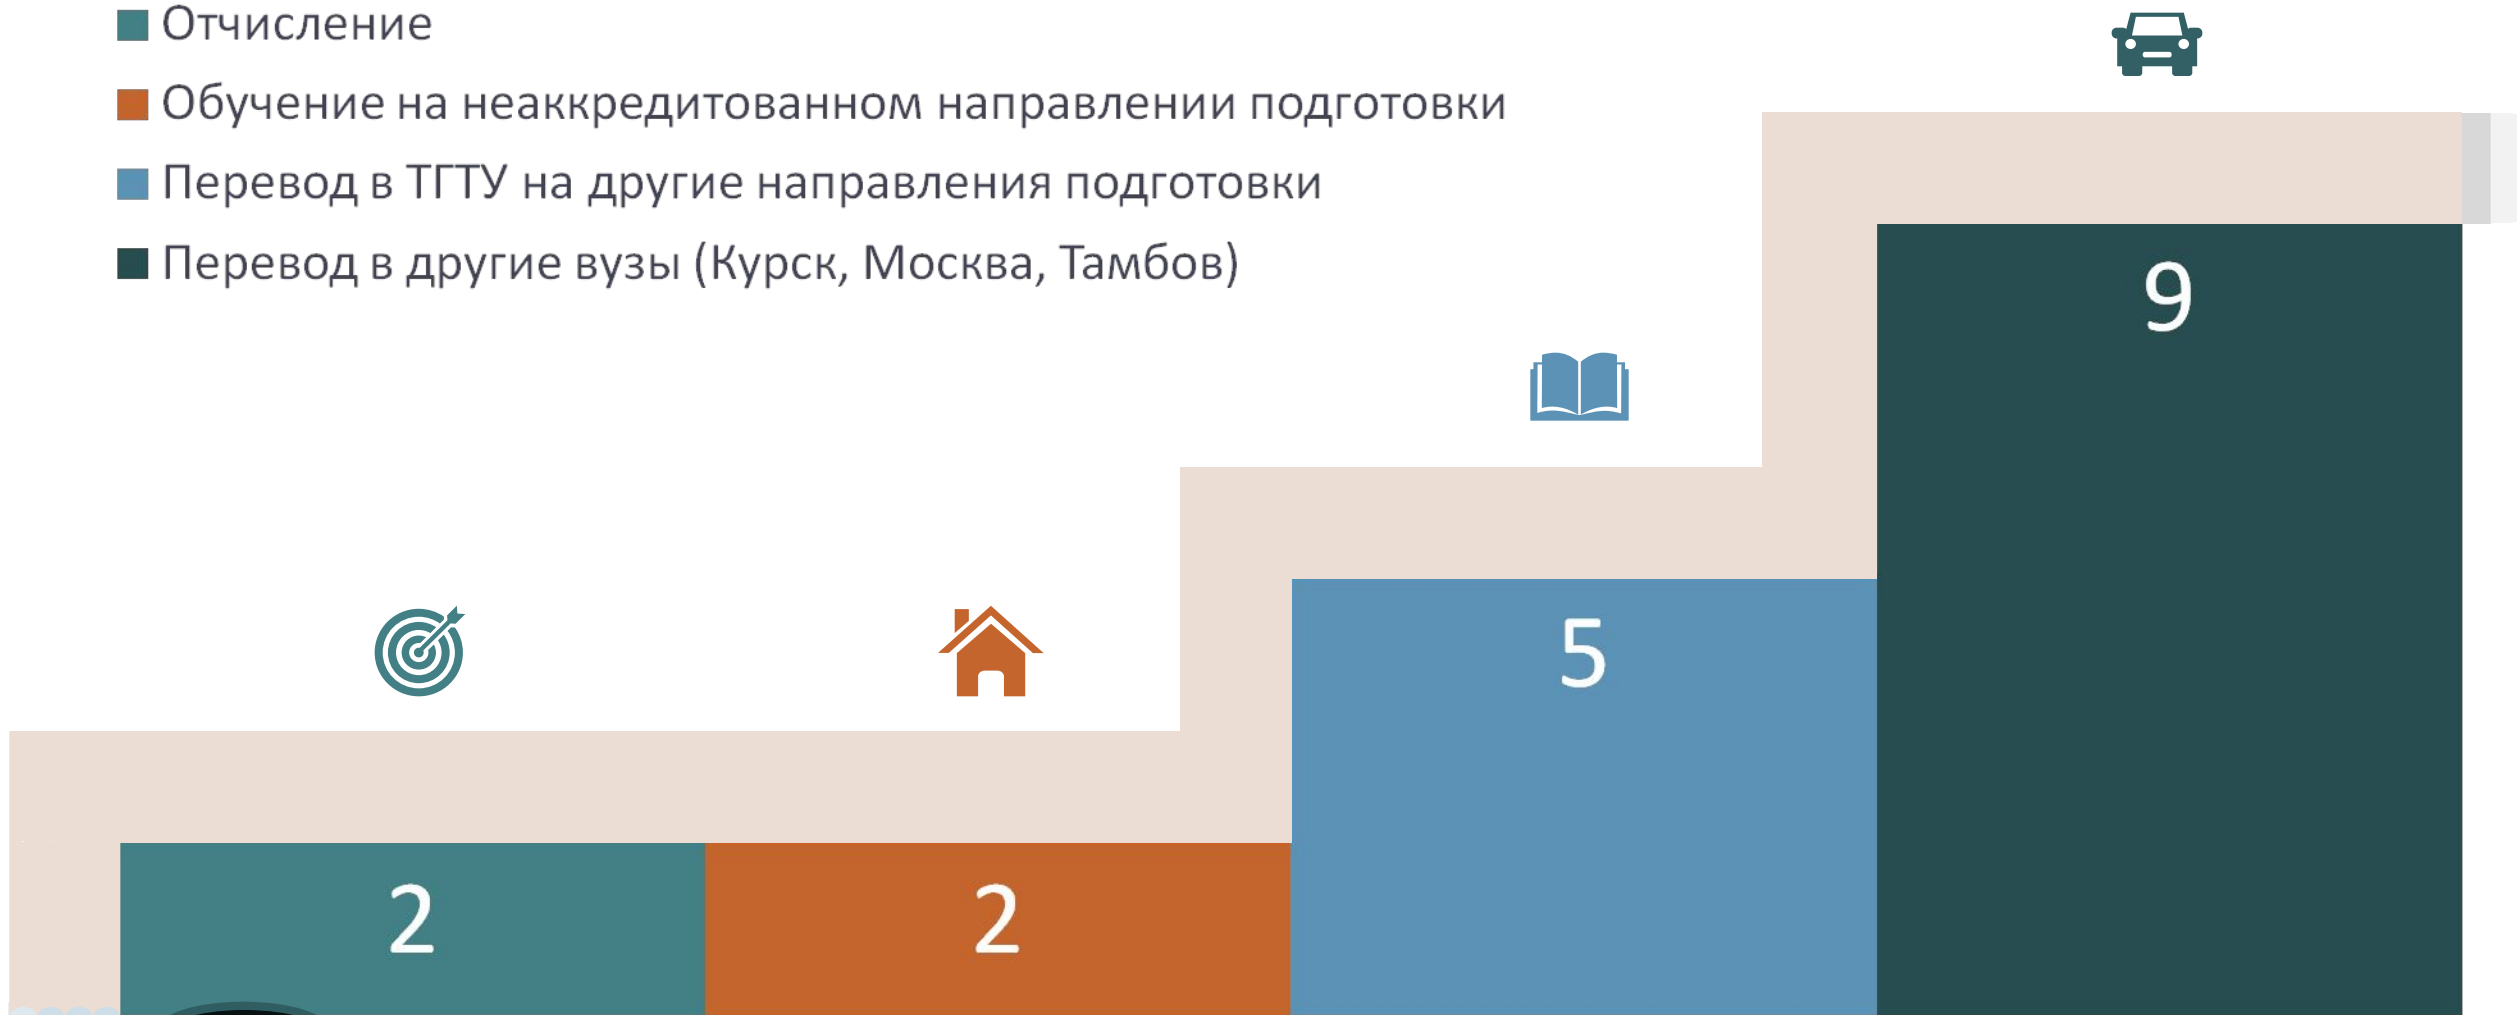 Отчисление
Обучение на неаккредитованном направлении подготовки
Перевод в ТГТУ на другие направления подготовки
Перевод в другие вузы (Курск, Москва, Тамбов)
9
5
2
2